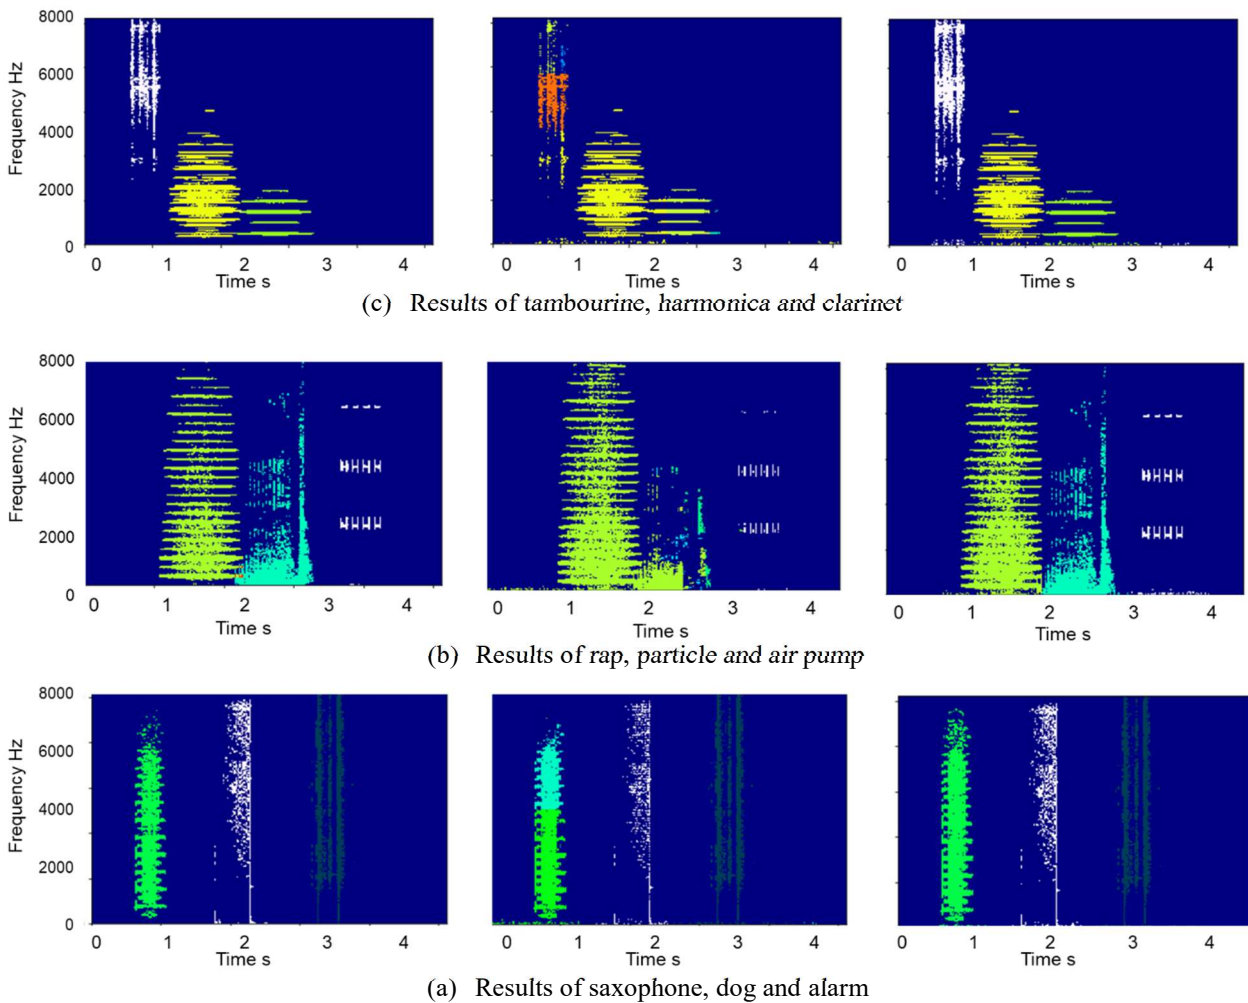 8000
6000
4000
2000
0
Frequency Hz
0 1 2 3 4
0 1 2 3 4
0 1 2 3 4
Time s
Time s
Time s
(c) Results of tambourine, harmonica and clarinet
8000
6000
4000
2000
0
Frequency Hz
0 1 2 3 4
0 1 2 3 4
0 1 2 3 4
Time s
Time s
Time s
(b) Results of rap, particle and air pump
8000
6000
4000
2000
0
Frequency Hz
0 1 2 3 4
0 1 2 3 4
0 1 2 3 4
Time s
Time s
Time s
(a) Results of saxophone, dog and alarm